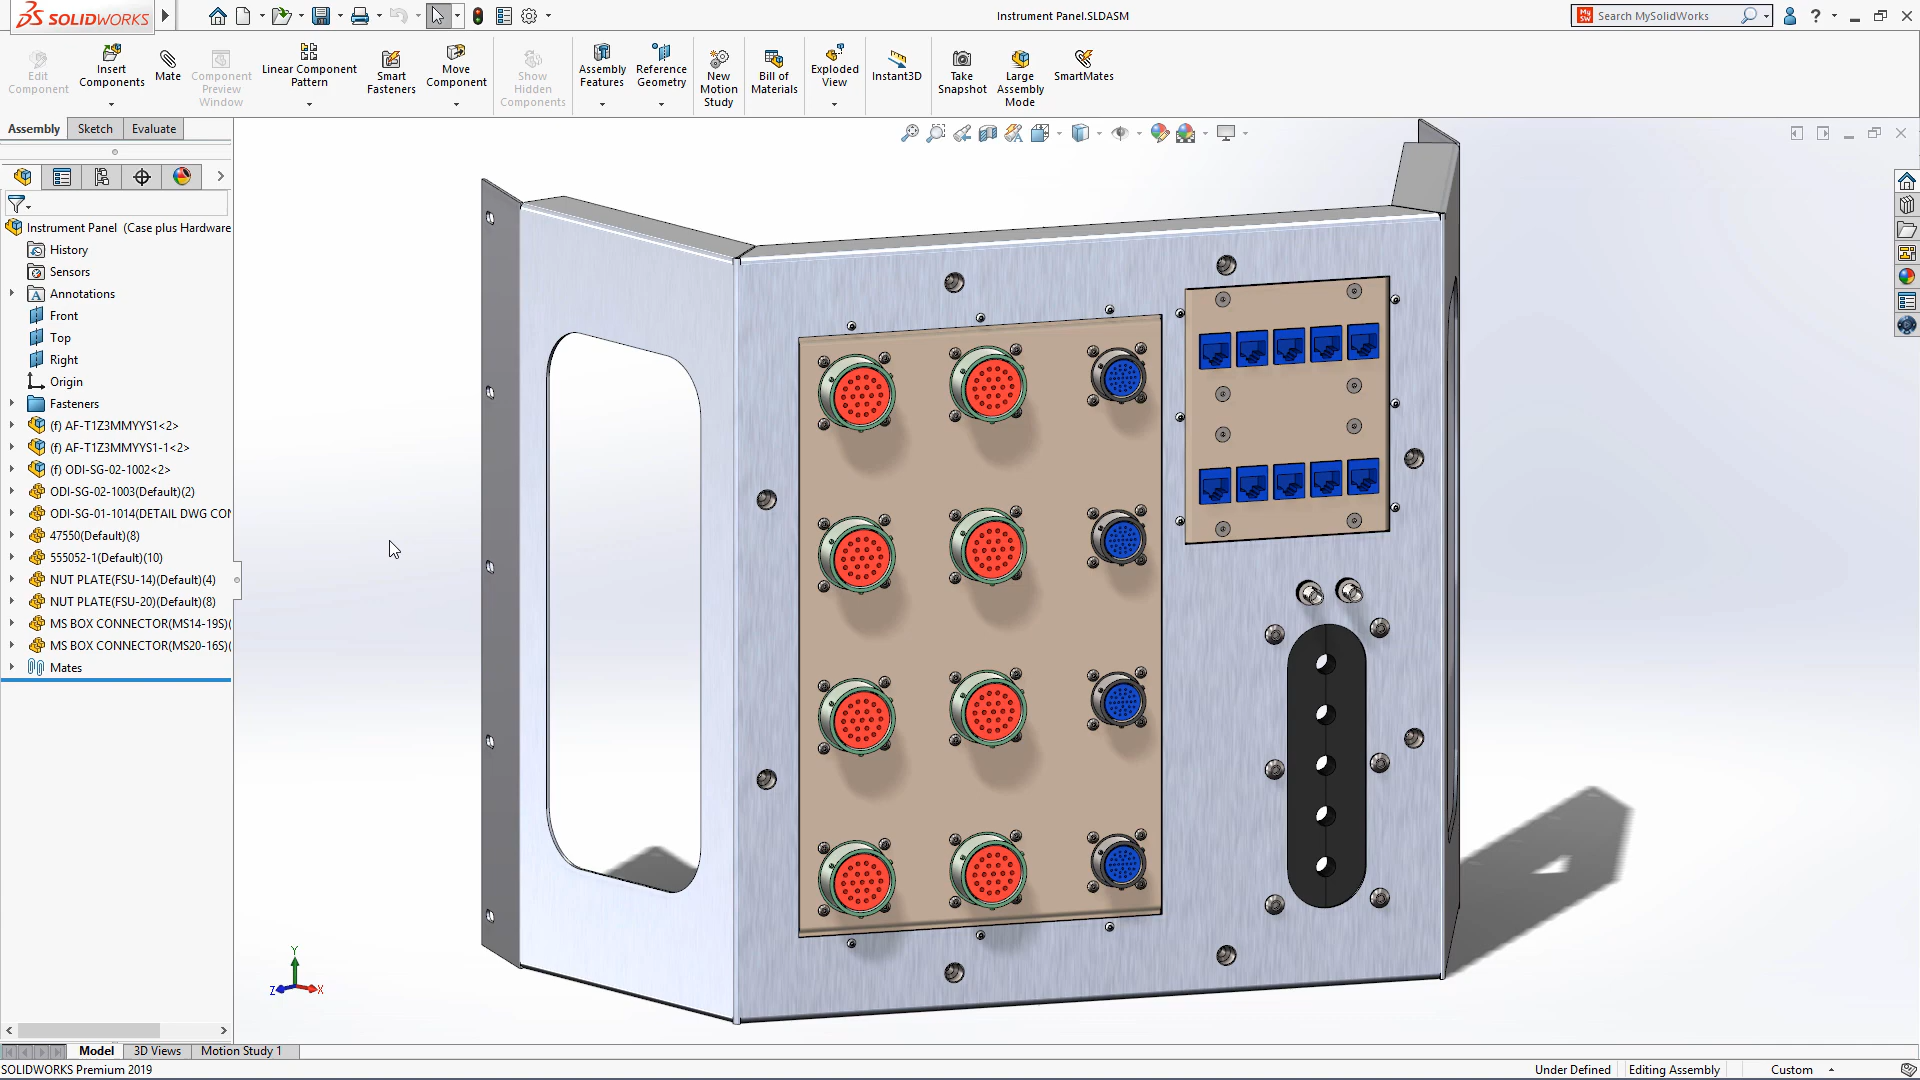 SOLIDWORKS
Instrument Panel.SLDASM
Search MySolidWorks
Edit Component
Insert Components
Mate
Component Preview Window
Linear Component Pattern
Smart Fasteners
Move Component
Show Hidden Components
Assembly Features
Reference Geometry
New Motion Study
Bill of Materials
Exploded View
Instant3D
Take Snapshot
Large Assembly Mode
SmartMates
Assembly
Sketch
Evaluate
Instrument Panel (Case plus Hardware
History
Sensors
Annotations
Front
Top
Right
Origin
Fasteners
(f) AF-T1Z3MMYYS1<2>
(f) AF-T1Z3MMYYS1-1<2>
(f) ODI-SG-02-1002<2>
ODI-SG-02-1003(Default)(2)
ODI-SG-01-1014(DETAIL DWG CON
47550(Default)(8)
555052-1(Default)(10)
NUT PLATE(FSU-14)(Default)(4)
NUT PLATE(FSU-20)(Default)(8)
MS BOX CONNECTOR(MS14-19S)(
MS BOX CONNECTOR(MS20-16S)(
Mates
Y
Z
X
Model
3D Views
Motion Study 1
SOLIDWORKS Premium 2019
Under Defined
Editing Assembly
Custom